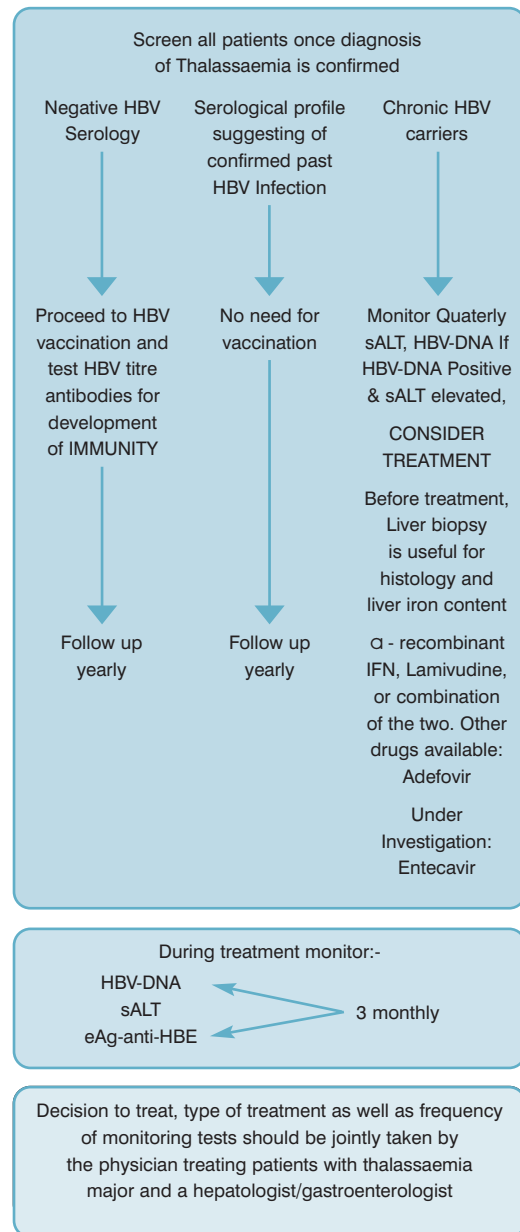 Screen all patients once diagnosis
of Thalassaemia is confirmed
Negative HBV
Serology
Proceed to HBV
vaccination and
test HBV titre
antibodies for
development
of IMMUNITY
Follow up
yearly
Serological profile
suggesting of
confirmed past
HBV Infection
No need for
vaccination
Follow up
yearly
Chronic HBV
carriers
Monitor Quaterly
sALT, HBV-DNA If
HBV-DNA Positive
& sALT elevated,
CONSIDER
TREATMENT
Before treatment,
Liver biopsy
is useful for
histology and
liver iron content
α - recombinant
IFN, Lamivudine,
or combination
of the two. Other
drugs available:
Adefovir
Under
Investigation:
Entecavir
During treatment monitor:-
HBV-DNA
sALT
eAg-anti-HBE
3 monthly
Decision to treat, type of treatment as well as frequency
of monitoring tests should be jointly taken by
the physician treating patients with thalassaemia
major and a hepatologist/gastroenterologist